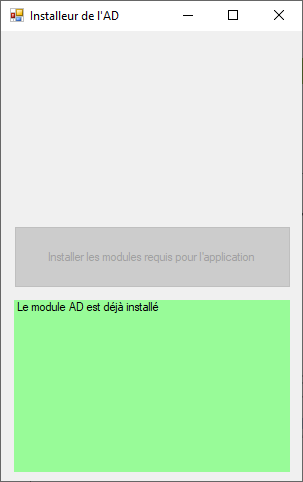 Installeur de l'AD
Installer les modules requis pour l'application
Le module AD est déjà installé